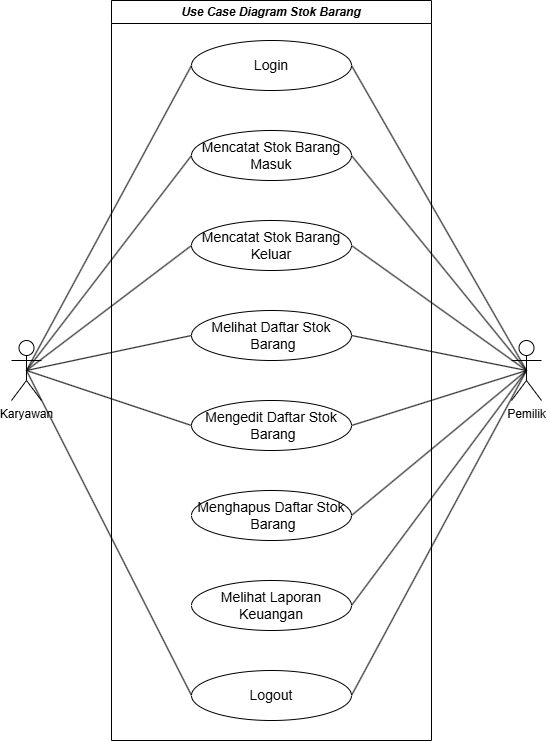 Use Case Diagram Stok Barang
Login
Mencatat Stok Barang
Masuk
Mencatat Stok Barang
Keluar
Melihat Daftar Stok
Barang
Karyawan
Pemilik
Mengedit Daftar Stok
Barang
Menghapus Daftar Stok
Barang
Melihat Laporan
Keuangan
Logout